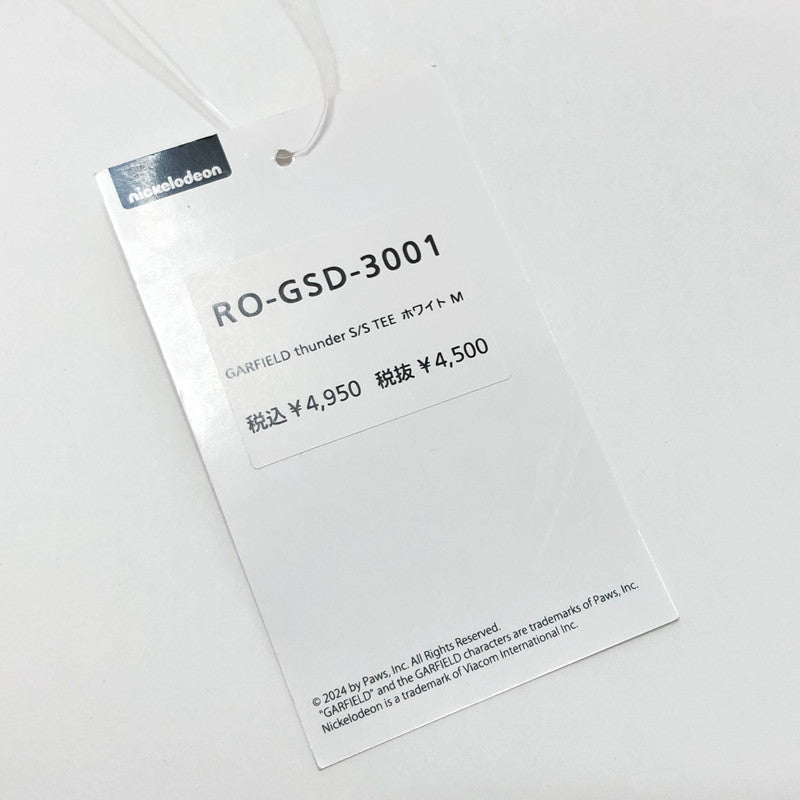 nickelodeon
RO-GSD-3001
GARFIELD thunder S/S TEE ホワイト M
税込¥4,950 税抜¥4,500
© 2024 by Paws, Inc. All Rights Reserved.
"GARFIELD" and the GARFIELD characters are trademarks of Paws, Inc.
Nickelodeon is a trademark of Viacom International Inc.